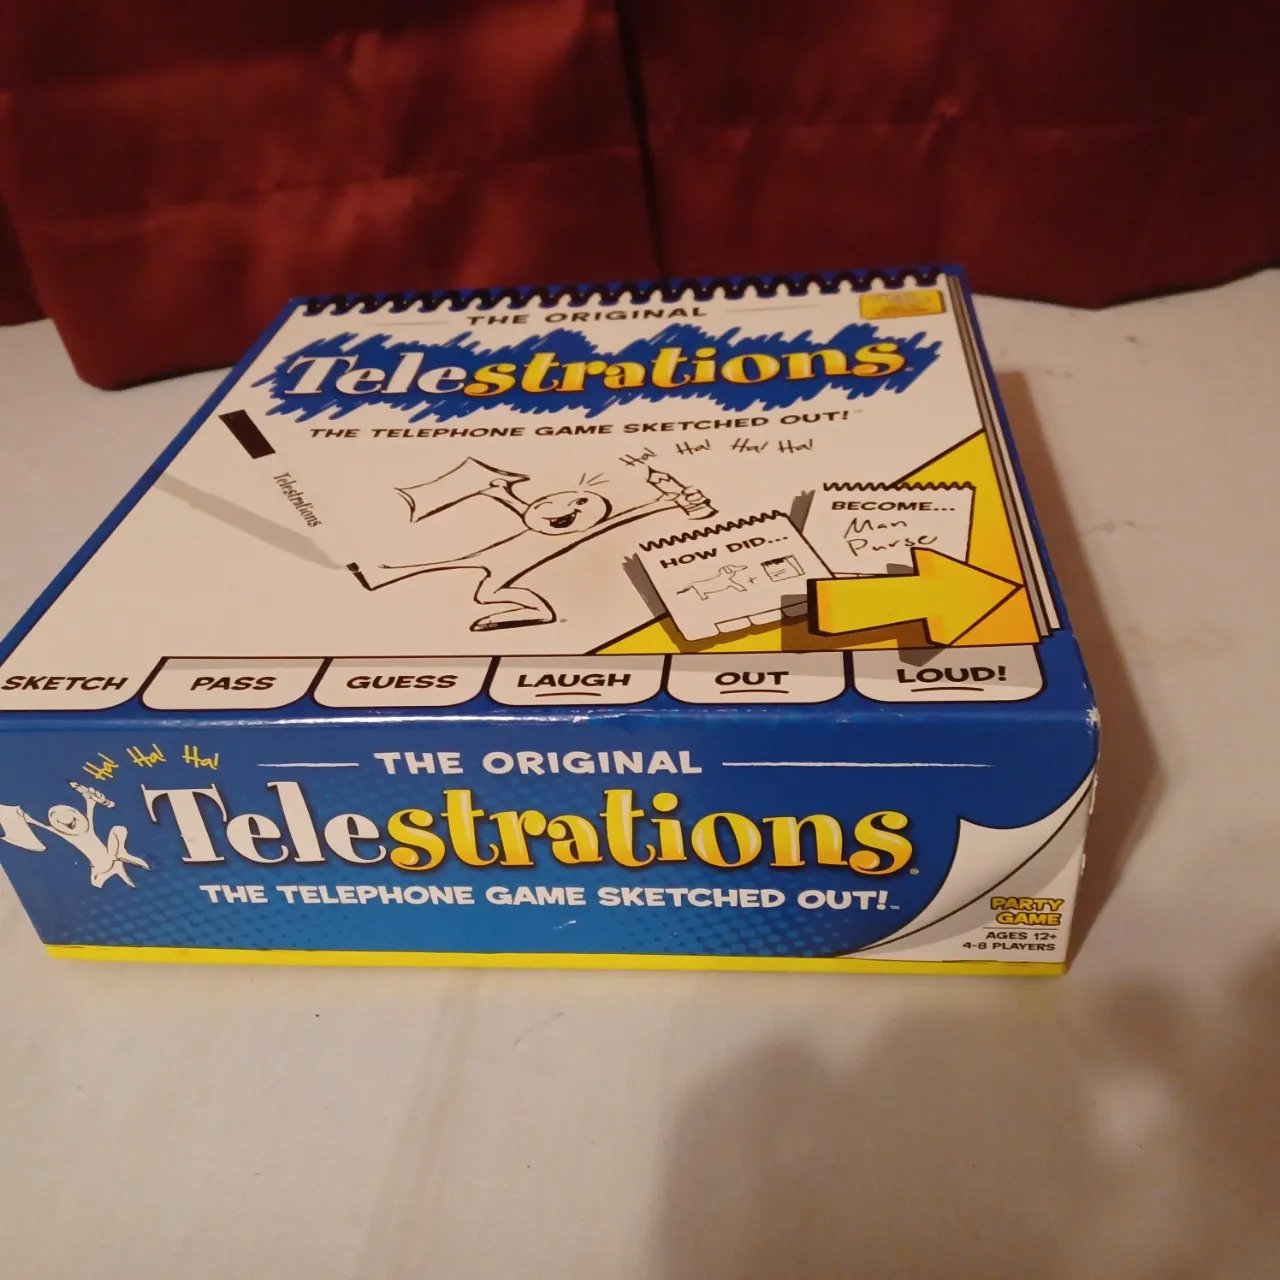 THE ORIGINAL
Telestrations
THE TELEPHONE GAME SKETCHED OUT!™
Ha! Ha! Ha! Ha!
Telestrations
BECOME...
Man
Purse
HOW DID...
SKETCH PASS GUESS LAUGH OUT LOUD!
Ha! Ha! Ha!
THE ORIGINAL
Telestrations®
THE TELEPHONE GAME SKETCHED OUT!™
PARTY
GAME
AGES 12+
4-8 PLAYERS